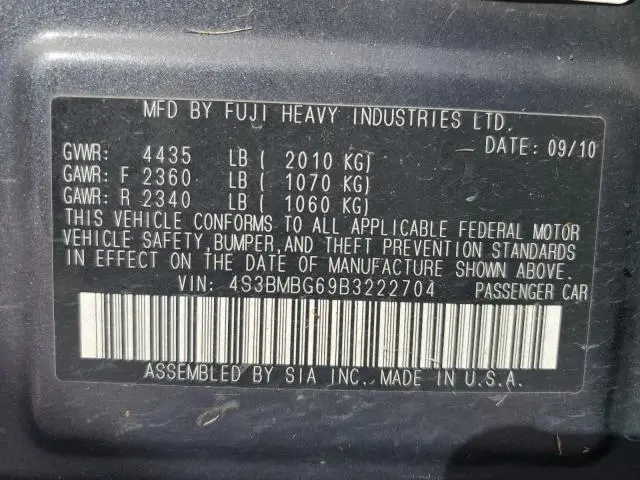 MFD BY FUJI HEAVY INDUSTRIES LTD.
DATE: 09/10
GVWR: 4435 LB ( 2010 KG)
GAWR: F 2360 LB ( 1070 KG)
GAWR: R 2340 LB ( 1060 KG)
THIS VEHICLE CONFORMS TO ALL APPLICABLE FEDERAL MOTOR
VEHICLE SAFETY,BUMPER,AND THEFT PREVENTION STANDARDS
IN EFFECT ON THE DATE OF MANUFACTURE SHOWN ABOVE.
VIN: 4S3BMBG69B3222704 PASSENGER CAR
ASSEMBLED BY SIA INC. MADE IN U.S.A.